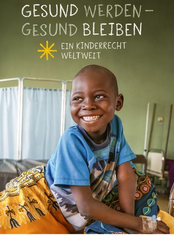 GESUND WERDEN –
GESUND BLEIBEN
EIN KINDERRECHT
WELTWEIT